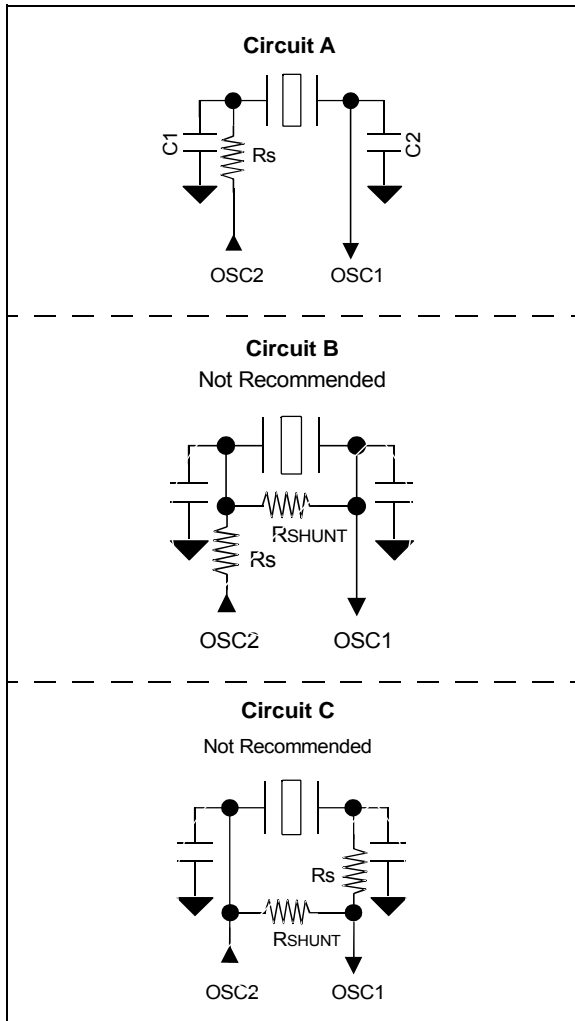 Circuit A
C1
Rs
C2
OSC2 OSC1
Circuit B
Not Recommended
RSHUNT
Rs
OSC2 OSC1
Circuit C
Not Recommended
Rs
RSHUNT
OSC2 OSC1